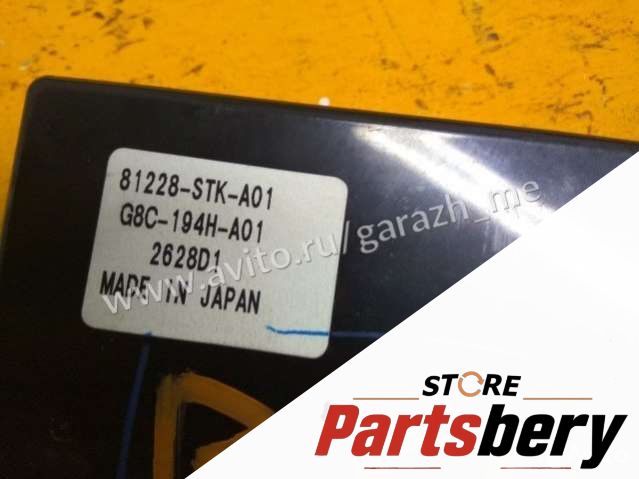 81228-STK-A01
G8C-194H-A01
2628D1
MADE IN JAPAN
www.avito.ru/garazh_me
STORE
Partsbery